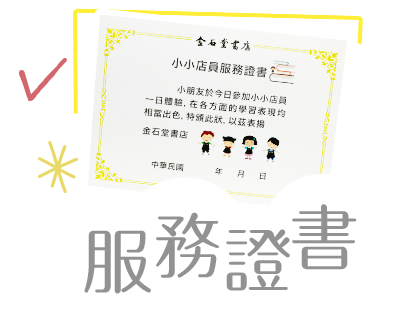 金石堂書店
小小店員服務證書
小朋友於今日參加小小店員
一日體驗,在各方面的學習表現均
相當出色,特頒此狀,以茲表揚
金石堂書店
中華民國 年 月 日
服務證書